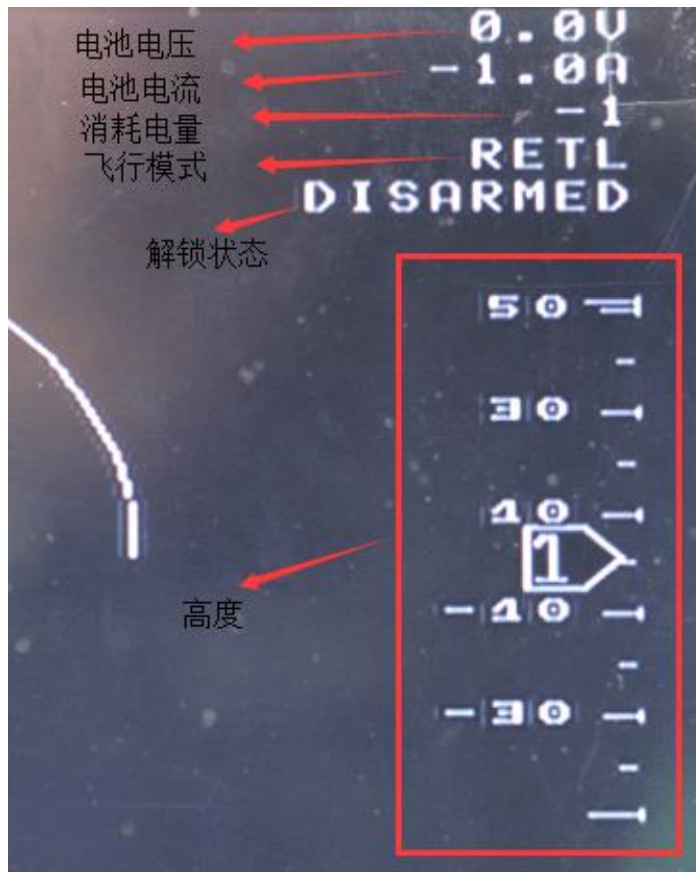 电池电压 0.0V
电池电流 -1.0A
消耗电量 -1
飞行模式 RETL
DISARMED
解锁状态
50
30
10
1
高度
-10
-30